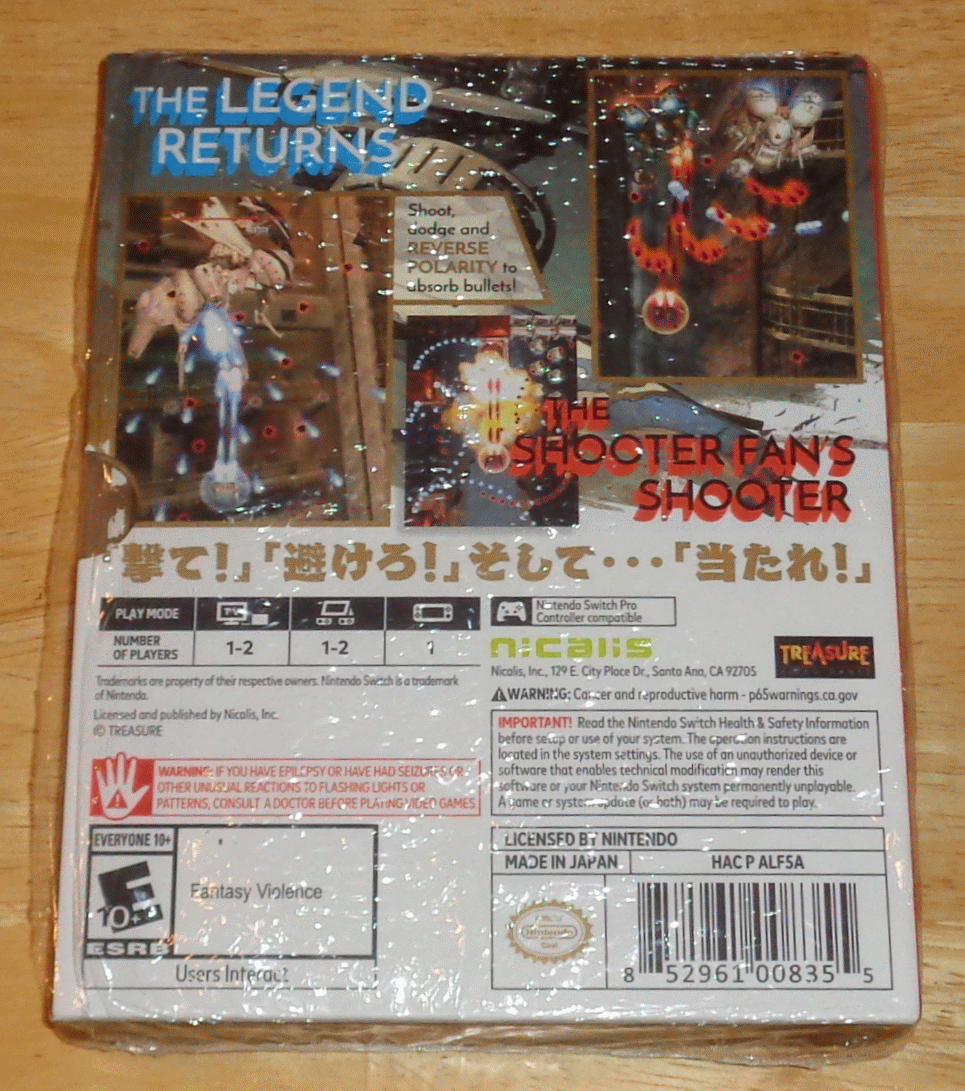 THE LEGEND
RETURNS
Shoot,
dodge and
REVERSE
POLARITY to
absorb bullets!
THE
SHOOTER FAN'S
SHOOTER
「撃て!」「避けろ!」そして・・・「当たれ!」
PLAY MODE
TV
NUMBER
OF PLAYERS
1-2
1-2
1
Nintendo Switch Pro
Controller compatible
nicalis
TREASURE
Nicalis, Inc., 129 E. City Place Dr., Santa Ana, CA 92705
WARNING: Cancer and reproductive harm - p65warnings.ca.gov
Trademarks are property of their respective owners. Nintendo Switch is a trademark
of Nintendo.
Licensed and published by Nicalis, Inc.
© TREASURE
IMPORTANT! Read the Nintendo Switch Health & Safety Information
before setup or use of your system. The operation instructions are
located in the system settings. The use of an unauthorized device or
software that enables technical modification may render this
software or your Nintendo Switch system permanently unplayable.
A game or system update (or both) may be required to play.
WARNING: IF YOU HAVE EPILEPSY OR HAVE HAD SEIZURES OR
OTHER UNUSUAL REACTIONS TO FLASHING LIGHTS OR
PATTERNS, CONSULT A DOCTOR BEFORE PLAYING VIDEO GAMES.
EVERYONE 10+
10+
ESRB
Fantasy Violence
Users Interact
LICENSED BY NINTENDO
MADE IN JAPAN
HAC P ALF5A
Nintendo
Seal
8 52961 00835 5